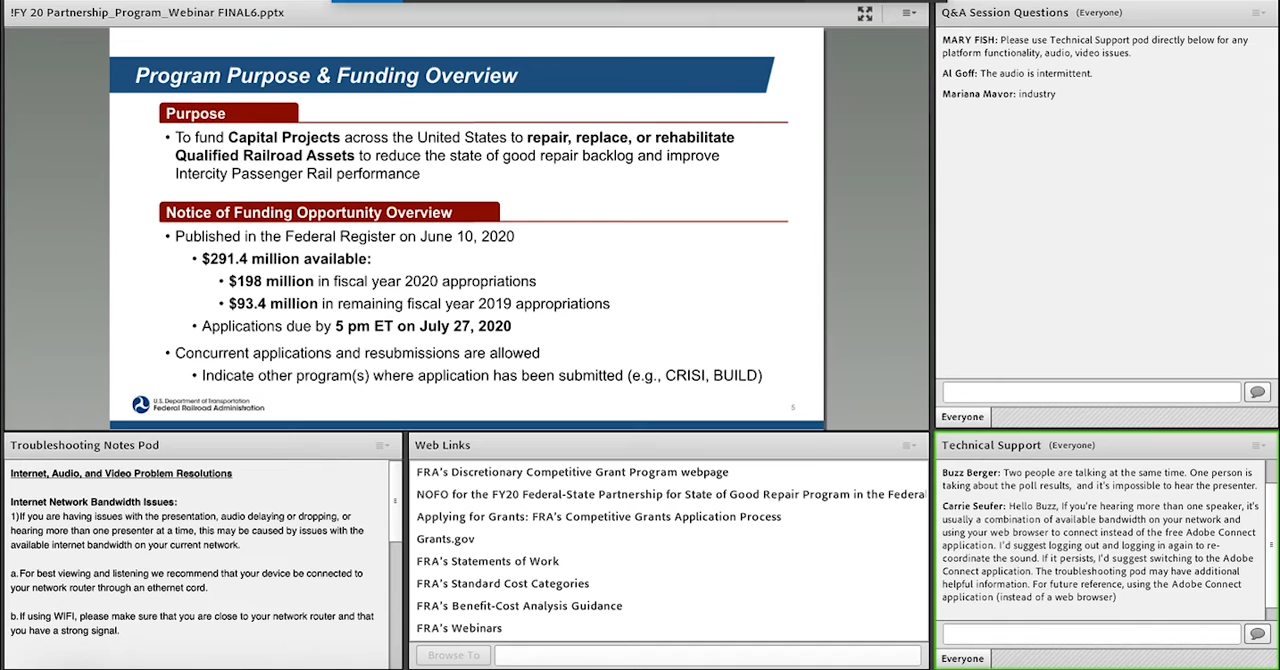 !FY 20 Partnership_Program_Webinar FINAL6.pptx
Program Purpose & Funding Overview
Purpose
• To fund Capital Projects across the United States to repair, replace, or rehabilitate
Qualified Railroad Assets to reduce the state of good repair backlog and improve
Intercity Passenger Rail performance
Notice of Funding Opportunity Overview
• Published in the Federal Register on June 10, 2020
• $291.4 million available:
• $198 million in fiscal year 2020 appropriations
• $93.4 million in remaining fiscal year 2019 appropriations
• Applications due by 5 pm ET on July 27, 2020
• Concurrent applications and resubmissions are allowed
• Indicate other program(s) where application has been submitted (e.g., CRISI, BUILD)
U.S. Department of Transportation
Federal Railroad Administration
5
Q&A Session Questions (Everyone)
MARY FISH: Please use Technical Support pod directly below for any
platform functionality, audio, video issues.
Al Goff: The audio is intermittent.
Mariana Mavor: industry
Everyone
Troubleshooting Notes Pod
Internet, Audio, and Video Problem Resolutions
Internet Network Bandwidth Issues:
1)If you are having issues with the presentation, audio delaying or dropping, or
hearing more than one presenter at a time, this may be caused by issues with the
available internet bandwidth on your current network.
a.For best viewing and listening we recommend that your device be connected to
your network router through an ethernet cord.
b.If using WIFI, please make sure that you are close to your network router and that
you have a strong signal.
Web Links
FRA's Discretionary Competitive Grant Program webpage
NOFO for the FY20 Federal-State Partnership for State of Good Repair Program in the Federal
Applying for Grants: FRA's Competitive Grants Application Process
Grants.gov
FRA's Statements of Work
FRA's Standard Cost Categories
FRA's Benefit-Cost Analysis Guidance
FRA's Webinars
Browse To
Technical Support (Everyone)
Buzz Berger: Two people are talking at the same time. One person is
taking about the poll results, and it's impossible to hear the presenter.
Carrie Seufer: Hello Buzz, If you're hearing more than one speaker, it's
usually a combination of available bandwidth on your network and
using your web browser to connect instead of the free Adobe Connect
application. I'd suggest logging out and logging in again to re-
coordinate the sound. If it persists, I'd suggest switching to the Adobe
Connect application. The troubleshooting pod may have additional
helpful information. For future reference, using the Adobe Connect
application (instead of a web browser)
Everyone